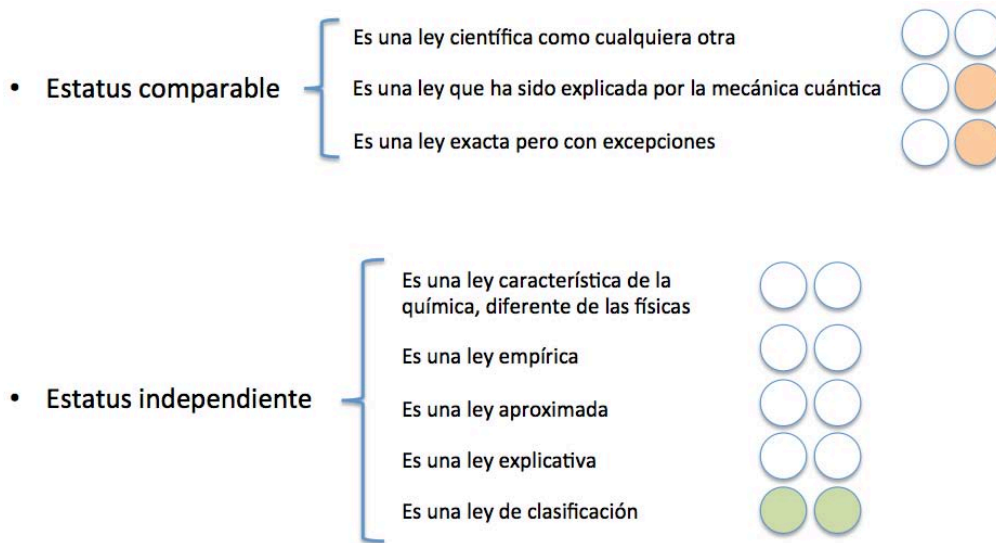 Es una ley científica como cualquiera otra
• Estatus comparable
Es una ley que ha sido explicada por la mecánica cuántica
Es una ley exacta pero con excepciones
Es una ley característica de la
química, diferente de las físicas
Es una ley empírica
• Estatus independiente
Es una ley aproximada
Es una ley explicativa
Es una ley de clasificación